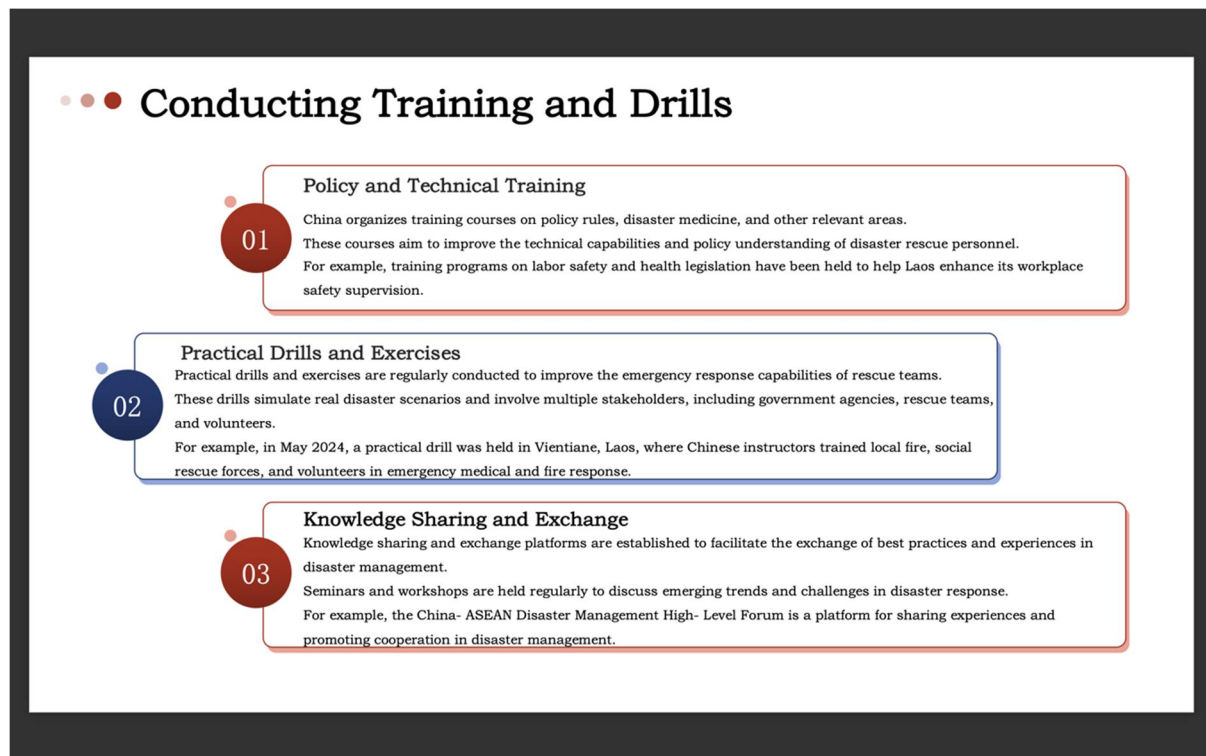 Conducting Training and Drills
01
Policy and Technical Training
China organizes training courses on policy rules, disaster medicine, and other relevant areas.
These courses aim to improve the technical capabilities and policy understanding of disaster rescue personnel.
For example, training programs on labor safety and health legislation have been held to help Laos enhance its workplace
safety supervision.
02
Practical Drills and Exercises
Practical drills and exercises are regularly conducted to improve the emergency response capabilities of rescue teams.
These drills simulate real disaster scenarios and involve multiple stakeholders, including government agencies, rescue teams,
and volunteers.
For example, in May 2024, a practical drill was held in Vientiane, Laos, where Chinese instructors trained local fire, social
rescue forces, and volunteers in emergency medical and fire response.
03
Knowledge Sharing and Exchange
Knowledge sharing and exchange platforms are established to facilitate the exchange of best practices and experiences in
disaster management.
Seminars and workshops are held regularly to discuss emerging trends and challenges in disaster response.
For example, the China- ASEAN Disaster Management High- Level Forum is a platform for sharing experiences and
promoting cooperation in disaster management.